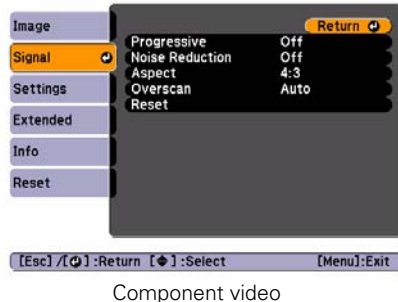 Image
Signal
Settings
Extended
Info
Reset
Return
Progressive Off
Noise Reduction Off
Aspect 4:3
Overscan Auto
Reset
[Esc] /[ ] :Return [ ] :Select [Menu]:Exit
Component video